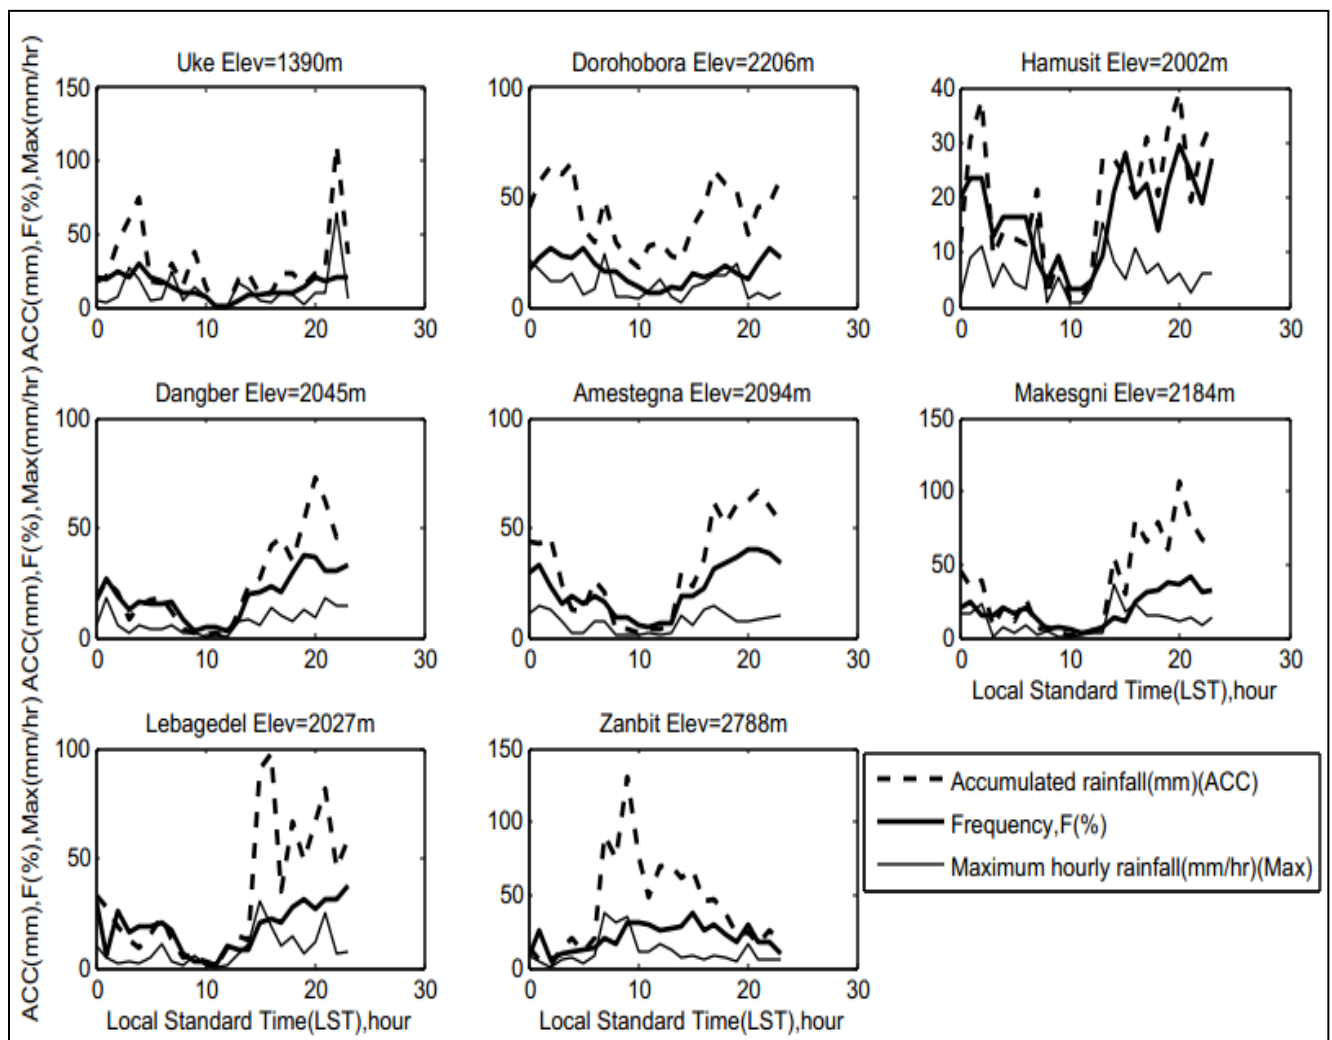 ACC(mm),F(%),Max(mm/hr) ACC(mm),F(%),Max(mm/hr) ACC(mm),F(%),Max(mm/hr)
Uke Elev=1390m
150
100
50
0
0 10 20 30
Dorohobora Elev=2206m
100
50
0
0 10 20 30
Hamusit Elev=2002m
40
30
20
10
0
0 10 20 30
Dangber Elev=2045m
100
50
0
0 10 20 30
Amestegna Elev=2094m
100
50
0
0 10 20 30
Makesgni Elev=2184m
150
100
50
0
0 10 20 30
Local Standard Time(LST),hour
Lebagedel Elev=2027m
100
50
0
0 10 20 30
Local Standard Time(LST),hour
Zanbit Elev=2788m
150
100
50
0
0 10 20 30
Local Standard Time(LST),hour
Accumulated rainfall(mm)(ACC)
Frequency,F(%)
Maximum hourly rainfall(mm/hr)(Max)